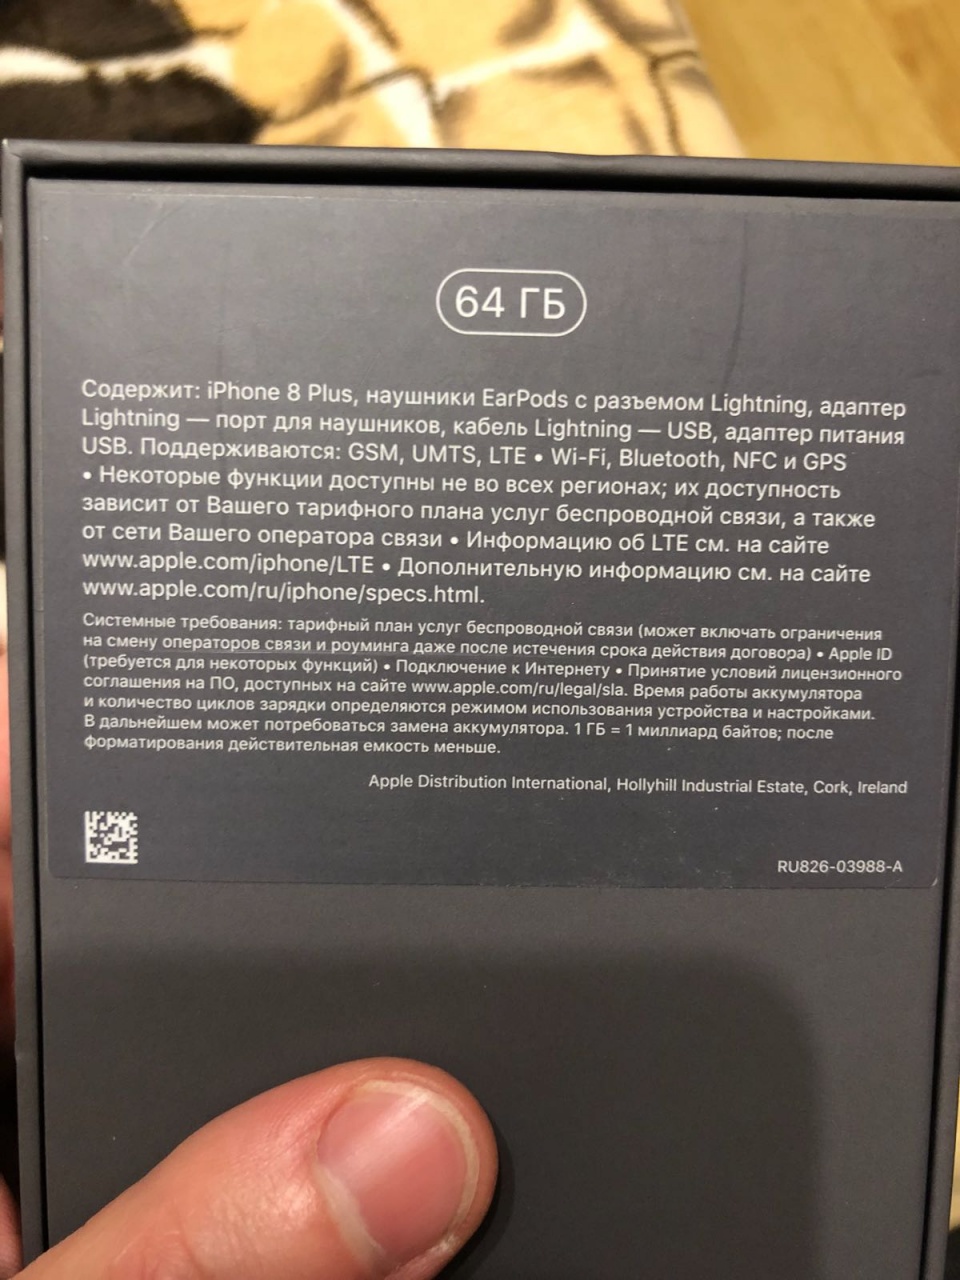 64 ГБ
Содержит: iPhone 8 Plus, наушники EarPods с разъемом Lightning, адаптер
Lightning — порт для наушников, кабель Lightning — USB, адаптер питания
USB. Поддерживаются: GSM, UMTS, LTE • Wi-Fi, Bluetooth, NFC и GPS
• Некоторые функции доступны не во всех регионах; их доступность
зависит от Вашего тарифного плана услуг беспроводной связи, а также
от сети Вашего оператора связи • Информацию об LTE см. на сайте
www.apple.com/iphone/LTE • Дополнительную информацию см. на сайте
www.apple.com/ru/iphone/specs.html.
Системные требования: тарифный план услуг беспроводной связи (может включать ограничения
на смену операторов связи и роуминга даже после истечения срока действия договора) • Apple ID
(требуется для некоторых функций) • Подключение к Интернету • Принятие условий лицензионного
соглашения на ПО, доступных на сайте www.apple.com/ru/legal/sla. Время работы аккумулятора
и количество циклов зарядки определяются режимом использования устройства и настройками.
В дальнейшем может потребоваться замена аккумулятора. 1 ГБ = 1 миллиард байтов; после
форматирования действительная емкость меньше.
Apple Distribution International, Hollyhill Industrial Estate, Cork, Ireland
RU826-03988-A